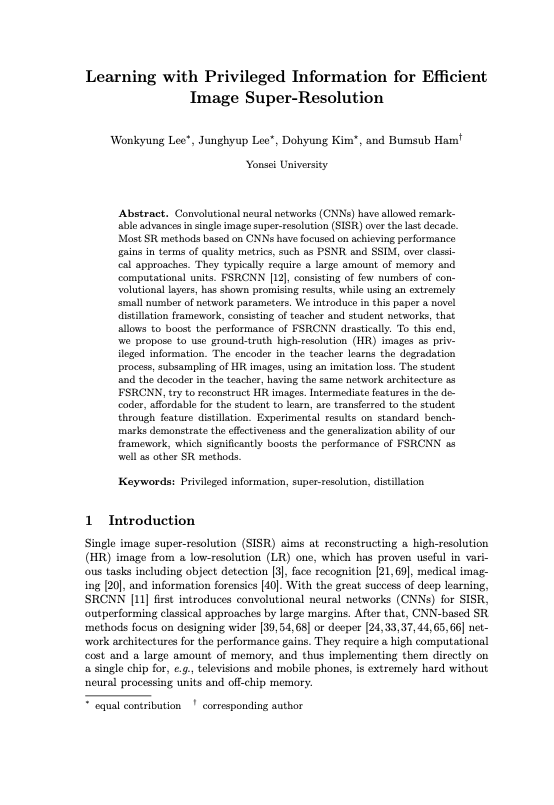 Learning with Privileged Information for Efficient
Image Super-Resolution
Wonkyung Lee*, Junghyup Lee*, Dohyung Kim*, and Bumsub Ham†
Yonsei University
Abstract. Convolutional neural networks (CNNs) have allowed remark-
able advances in single image super-resolution (SISR) over the last decade.
Most SR methods based on CNNs have focused on achieving performance
gains in terms of quality metrics, such as PSNR and SSIM, over classi-
cal approaches. They typically require a large amount of memory and
computational units. FSRCNN [12], consisting of few numbers of con-
volutional layers, has shown promising results, while using an extremely
small number of network parameters. We introduce in this paper a novel
distillation framework, consisting of teacher and student networks, that
allows to boost the performance of FSRCNN drastically. To this end,
we propose to use ground-truth high-resolution (HR) images as priv-
ileged information. The encoder in the teacher learns the degradation
process, subsampling of HR images, using an imitation loss. The student
and the decoder in the teacher, having the same network architecture as
FSRCNN, try to reconstruct HR images. Intermediate features in the de-
coder, affordable for the student to learn, are transferred to the student
through feature distillation. Experimental results on standard bench-
marks demonstrate the effectiveness and the generalization ability of our
framework, which significantly boosts the performance of FSRCNN as
well as other SR methods.
Keywords: Privileged information, super-resolution, distillation
1 Introduction
Single image super-resolution (SISR) aims at reconstructing a high-resolution
(HR) image from a low-resolution (LR) one, which has proven useful in vari-
ous tasks including object detection [3], face recognition [21,69], medical imag-
ing [20], and information forensics [40]. With the great success of deep learning,
SRCNN [11] first introduces convolutional neural networks (CNNs) for SISR,
outperforming classical approaches by large margins. After that, CNN-based SR
methods focus on designing wider [39,54,68] or deeper [24,33,37,44,65,66] net-
work architectures for the performance gains. They require a high computational
cost and a large amount of memory, and thus implementing them directly on
a single chip for, e.g., televisions and mobile phones, is extremely hard without
neural processing units and off-chip memory.
* equal contribution † corresponding author